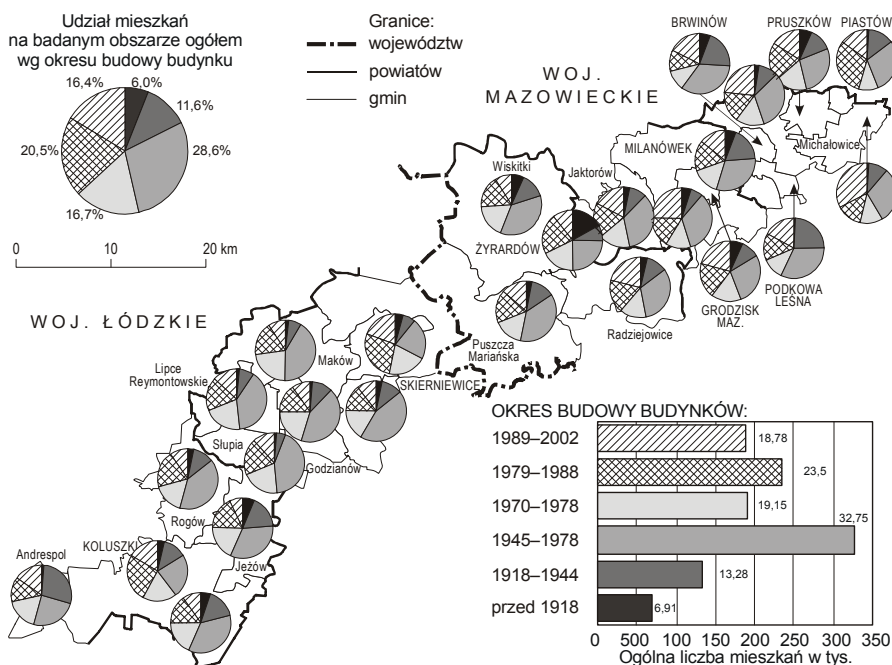 Udział mieszkań
na badanym obszarze ogółem
wg okresu budowy budynku
16,4%
6,0%
11,6%
20,5%
28,6%
16,7%
0 10 20 km
Granice:
województw
powiatów
gmin
WOJ.
MAZOWIECKIE
BRWINÓW
PRUSZKÓW
PIASTÓW
MILANÓWEK
Michałowice
Wiskitki
Jaktorów
ŻYRARDÓW
PODKOWA
LEŚNA
GRODZISK
MAZ.
Radziejowice
Puszcza
Mariańska
WOJ. ŁÓDZKIE
Maków
SKIERNIEWICE
Lipce
Reymontowskie
Słupia
Godzianów
Rogów
KOLUSZKI
Jeżów
Andrespol
OKRES BUDOWY BUDYNKÓW:
1989–2002 18,78
1979–1988 23,5
1970–1978 19,15
1945–1978 32,75
1918–1944 13,28
przed 1918 6,91
0 500 100 150 200 250 300 350
Ogólna liczba mieszkań w tys.